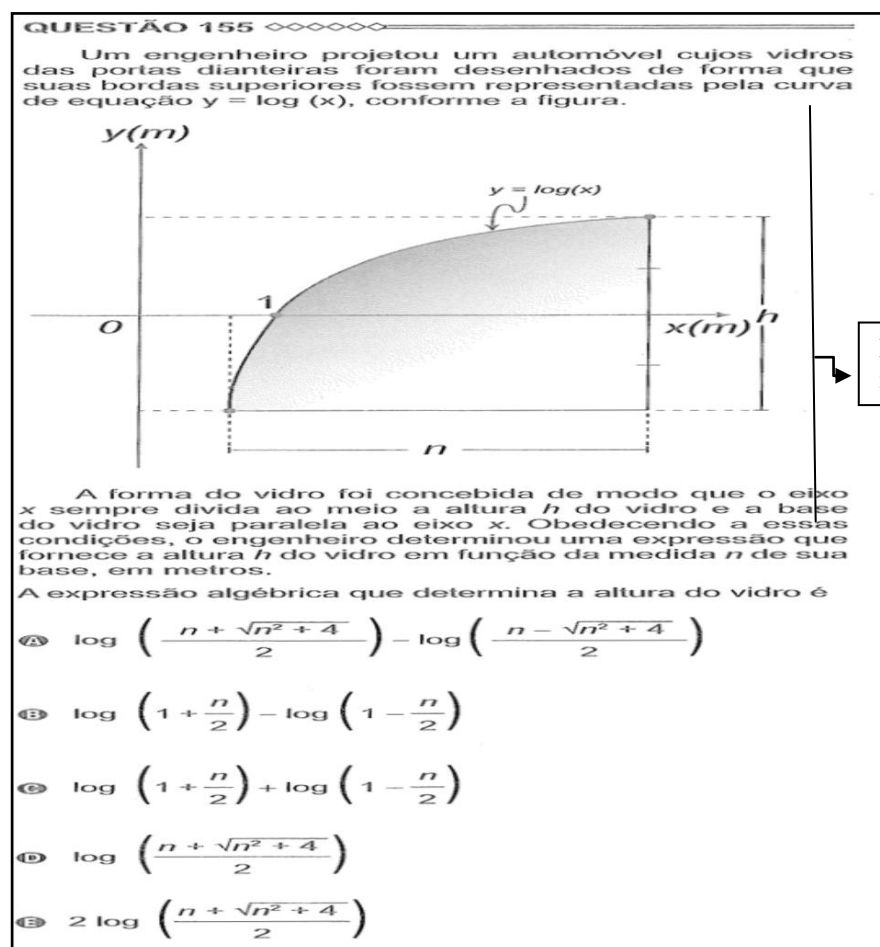 QUESTÃO 155
Um engenheiro projetou um automóvel cujos vidros
das portas dianteiras foram desenhados de forma que
suas bordas superiores fossem representadas pela curva
de equação y = log (x), conforme a figura.
y(m)
y = log(x)
1
0
x(m)
h
n
A forma do vidro foi concebida de modo que o eixo
x sempre divida ao meio a altura h do vidro e a base
do vidro seja paralela ao eixo x. Obedecendo a essas
condições, o engenheiro determinou uma expressão que
fornece a altura h do vidro em função da medida n de sua
base, em metros.
A expressão algébrica que determina a altura do vidro é
A log ( (n + √(n² + 4)) / 2 ) – log ( (n – √(n² + 4)) / 2 )
B log (1 + n/2) – log (1 – n/2)
C log (1 + n/2) + log (1 – n/2)
D log ( (n + √(n² + 4)) / 2 )
E 2 log ( (n + √(n² + 4)) / 2 )